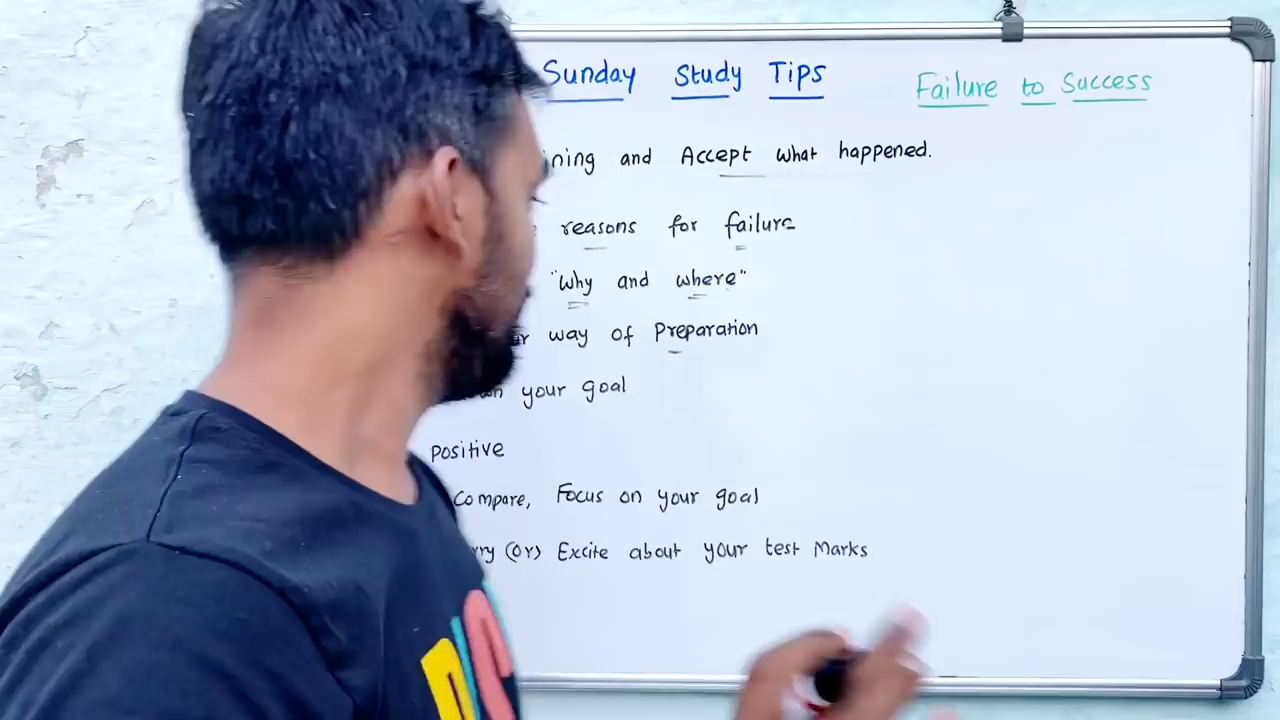 Sunday Study Tips
Failure to Success
and Accept what happened.
reasons for failure
"Why and where"
way of Preparation
your goal
positive
Compare, Focus on your goal
(or) Excite about your test Marks